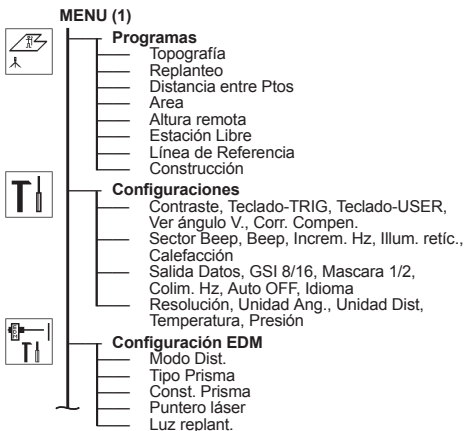 MENU (1)
Programas
Topografía
Replanteo
Distancia entre Ptos
Area
Altura remota
Estación Libre
Línea de Referencia
Construcción
Configuraciones
Contraste, Teclado-TRIG, Teclado-USER,
Ver ángulo V., Corr. Compen.
Sector Beep, Beep, Increm. Hz, Illum. retíc.,
Calefacción
Salida Datos, GSI 8/16, Mascara 1/2,
Colim. Hz, Auto OFF, Idioma
Resolución, Unidad Ang., Unidad Dist,
Temperatura, Presión
Configuración EDM
Modo Dist.
Tipo Prisma
Const. Prisma
Puntero láser
Luz replant.